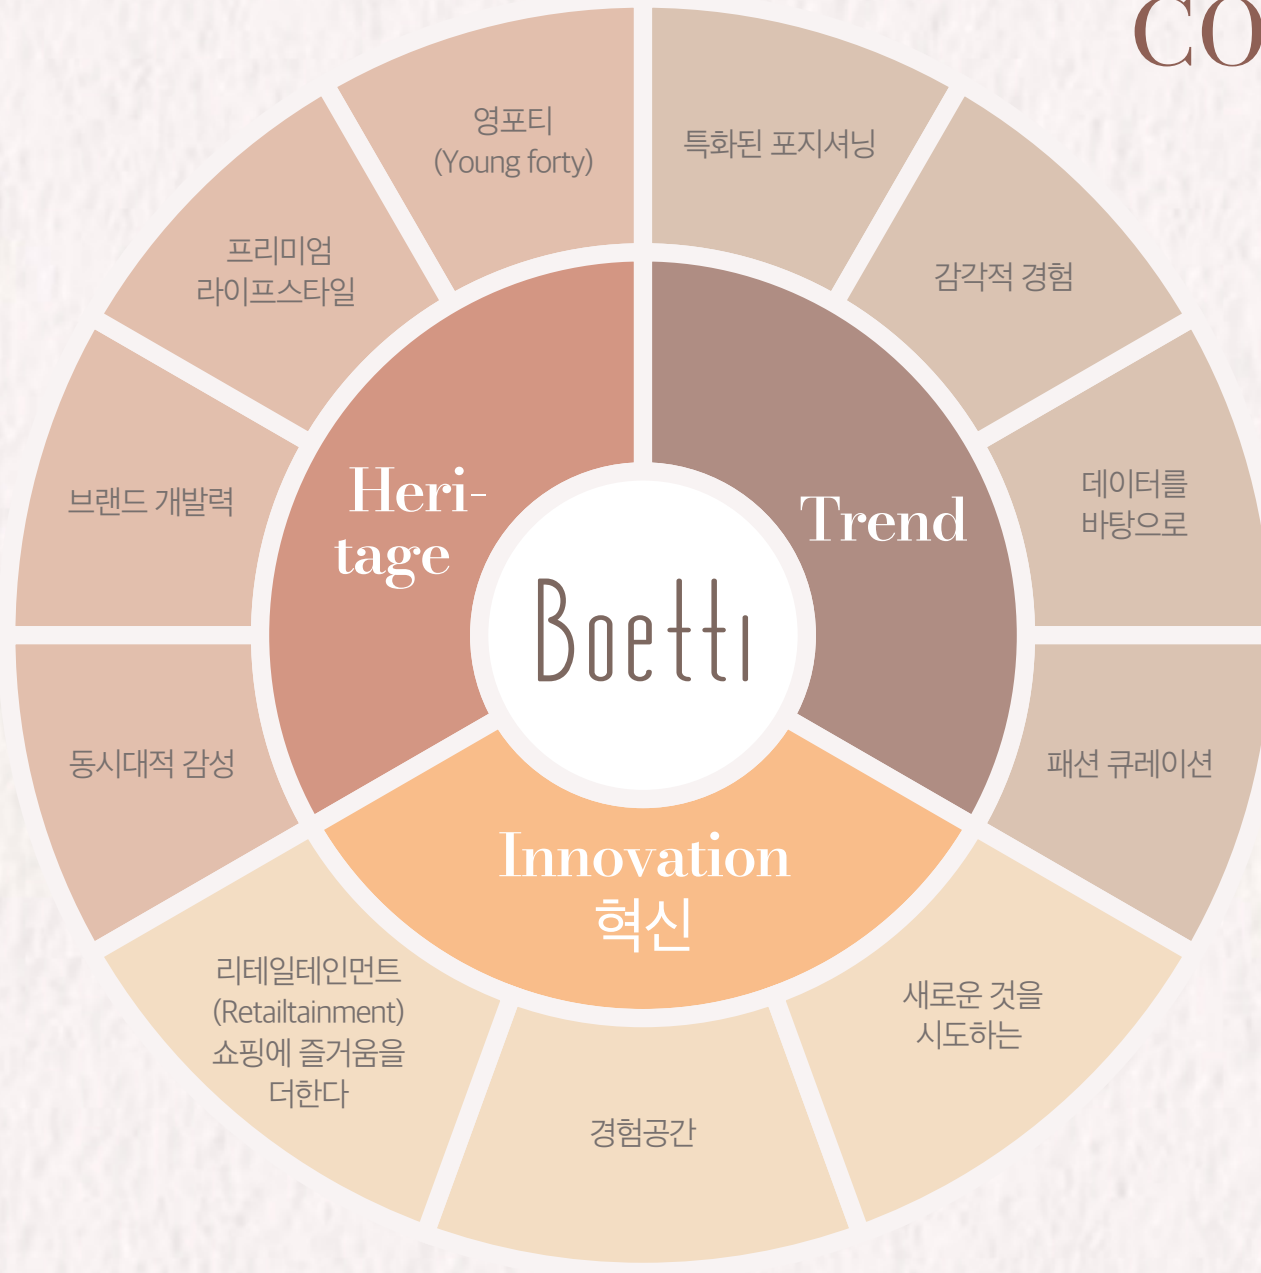 CO
영포티
(Young forty)
특화된 포지셔닝
프리미엄
라이프스타일
감각적 경험
브랜드 개발력
데이터를
바탕으로
Heri-
tage
Trend
Boetti
동시대적 감성
패션 큐레이션
Innovation
혁신
리테일테인먼트
(Retailtainment)
쇼핑에 즐거움을
더한다
경험공간
새로운 것을
시도하는